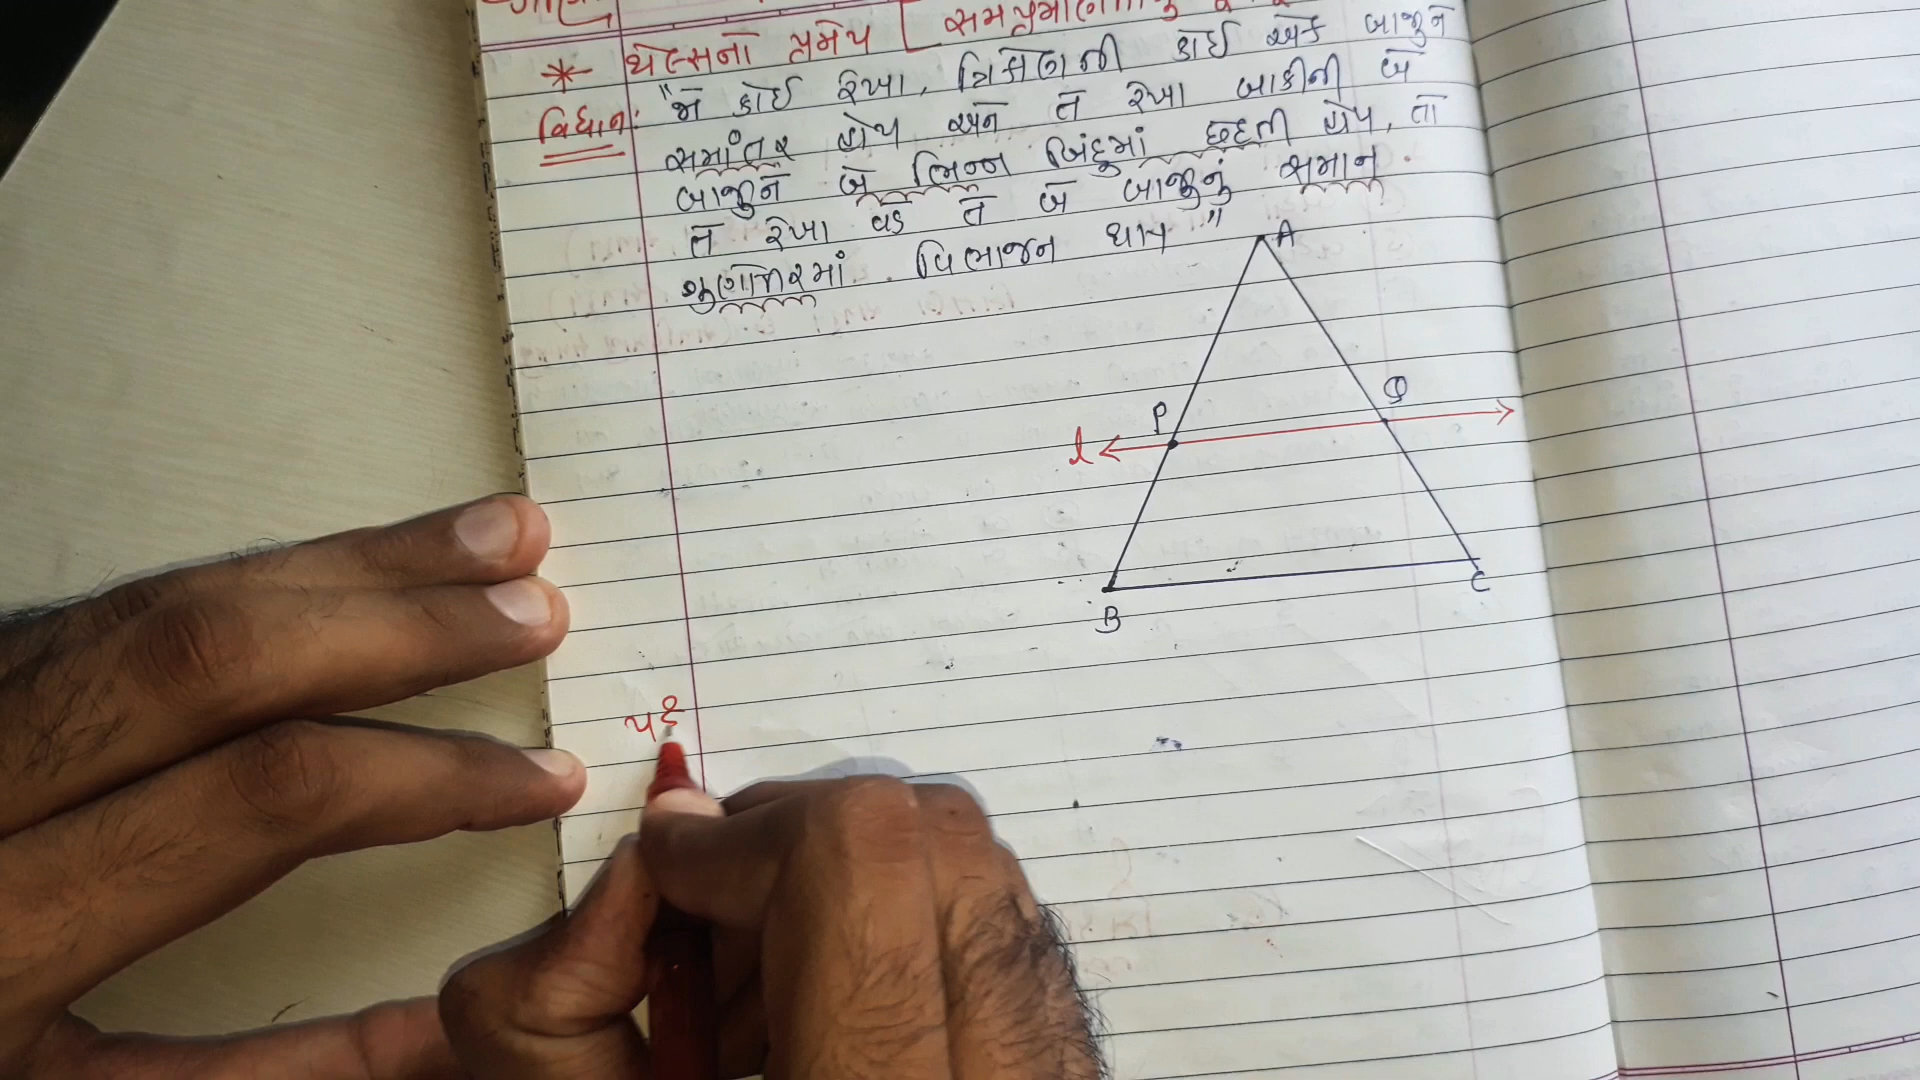 * થેલ્સનો પ્રમેય [ સમપ્રમાણતાનું
વિધાન: "જો કોઈ રેખા, ત્રિકોણની કોઈ એક બાજુને
સમાંતર હોય અને તે રેખા બાકીની બે
બાજુને બે ભિન્ન બિંદુમાં છેદતી હોય, તો
તે રેખા વડે તે બે બાજુનું સમાન
ગુણોત્તરમાં વિભાજન થાય"
A
P
Q
l
B
C
પક્ષ